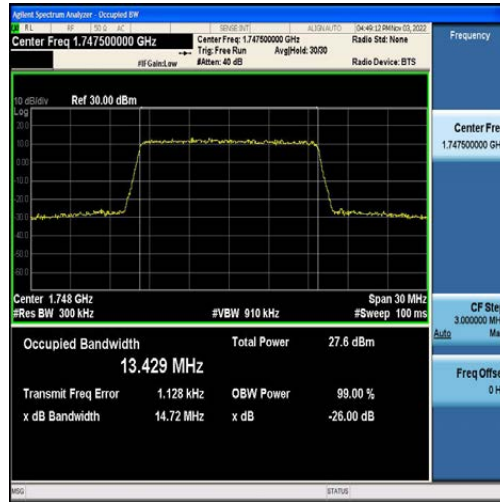 Agilent Spectrum Analyzer - Occupied BW
RL RF 50 Ω AC SENSE:INT ALIGN AUTO 04:49:12 PM Nov 03, 2022
Center Freq 1.747500000 GHz Center Freq: 1.747500000 GHz Radio Std: None Frequency
Trig: Free Run Avg|Hold: 30/30
#IFGain:Low #Atten: 40 dB Radio Device: BTS
10 dB/div Ref 30.00 dBm
Log
20.0
10.0
0.00
-10.0
-20.0
-30.0
-40.0
-50.0
-60.0
Center Fre
1.747500000 GH
Center 1.748 GHz Span 30 MHz
#Res BW 300 kHz #VBW 910 kHz #Sweep 100 ms
CF Ste
3.000000 MH
Auto Ma
Occupied Bandwidth Total Power 27.6 dBm
13.429 MHz
Transmit Freq Error 1.128 kHz OBW Power 99.00 %
x dB Bandwidth 14.72 MHz x dB -26.00 dB
Freq Offse
0 H
MSG STATUS